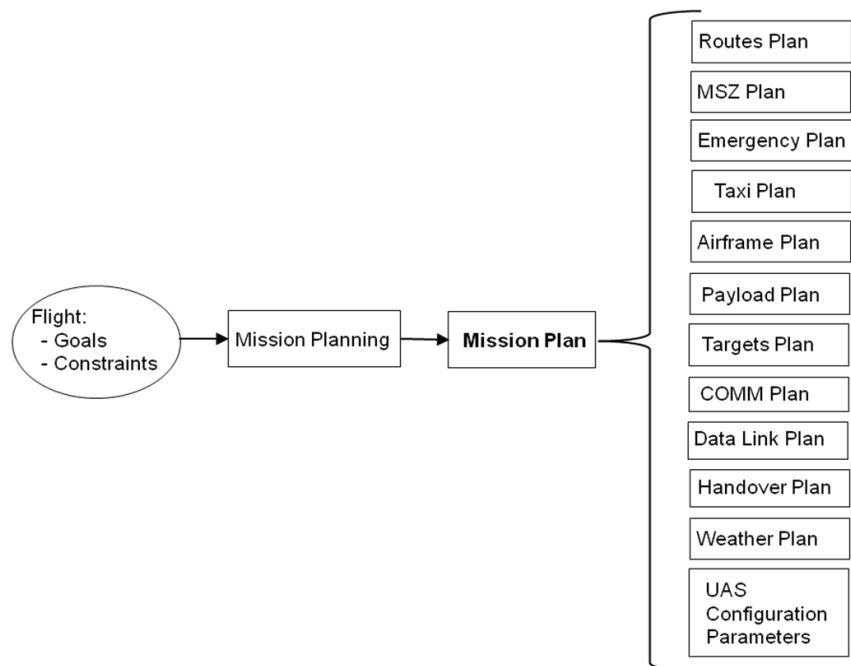 Flight:
- Goals
- Constraints
Mission Planning
Mission Plan
Routes Plan
MSZ Plan
Emergency Plan
Taxi Plan
Airframe Plan
Payload Plan
Targets Plan
COMM Plan
Data Link Plan
Handover Plan
Weather Plan
UAS
Configuration
Parameters